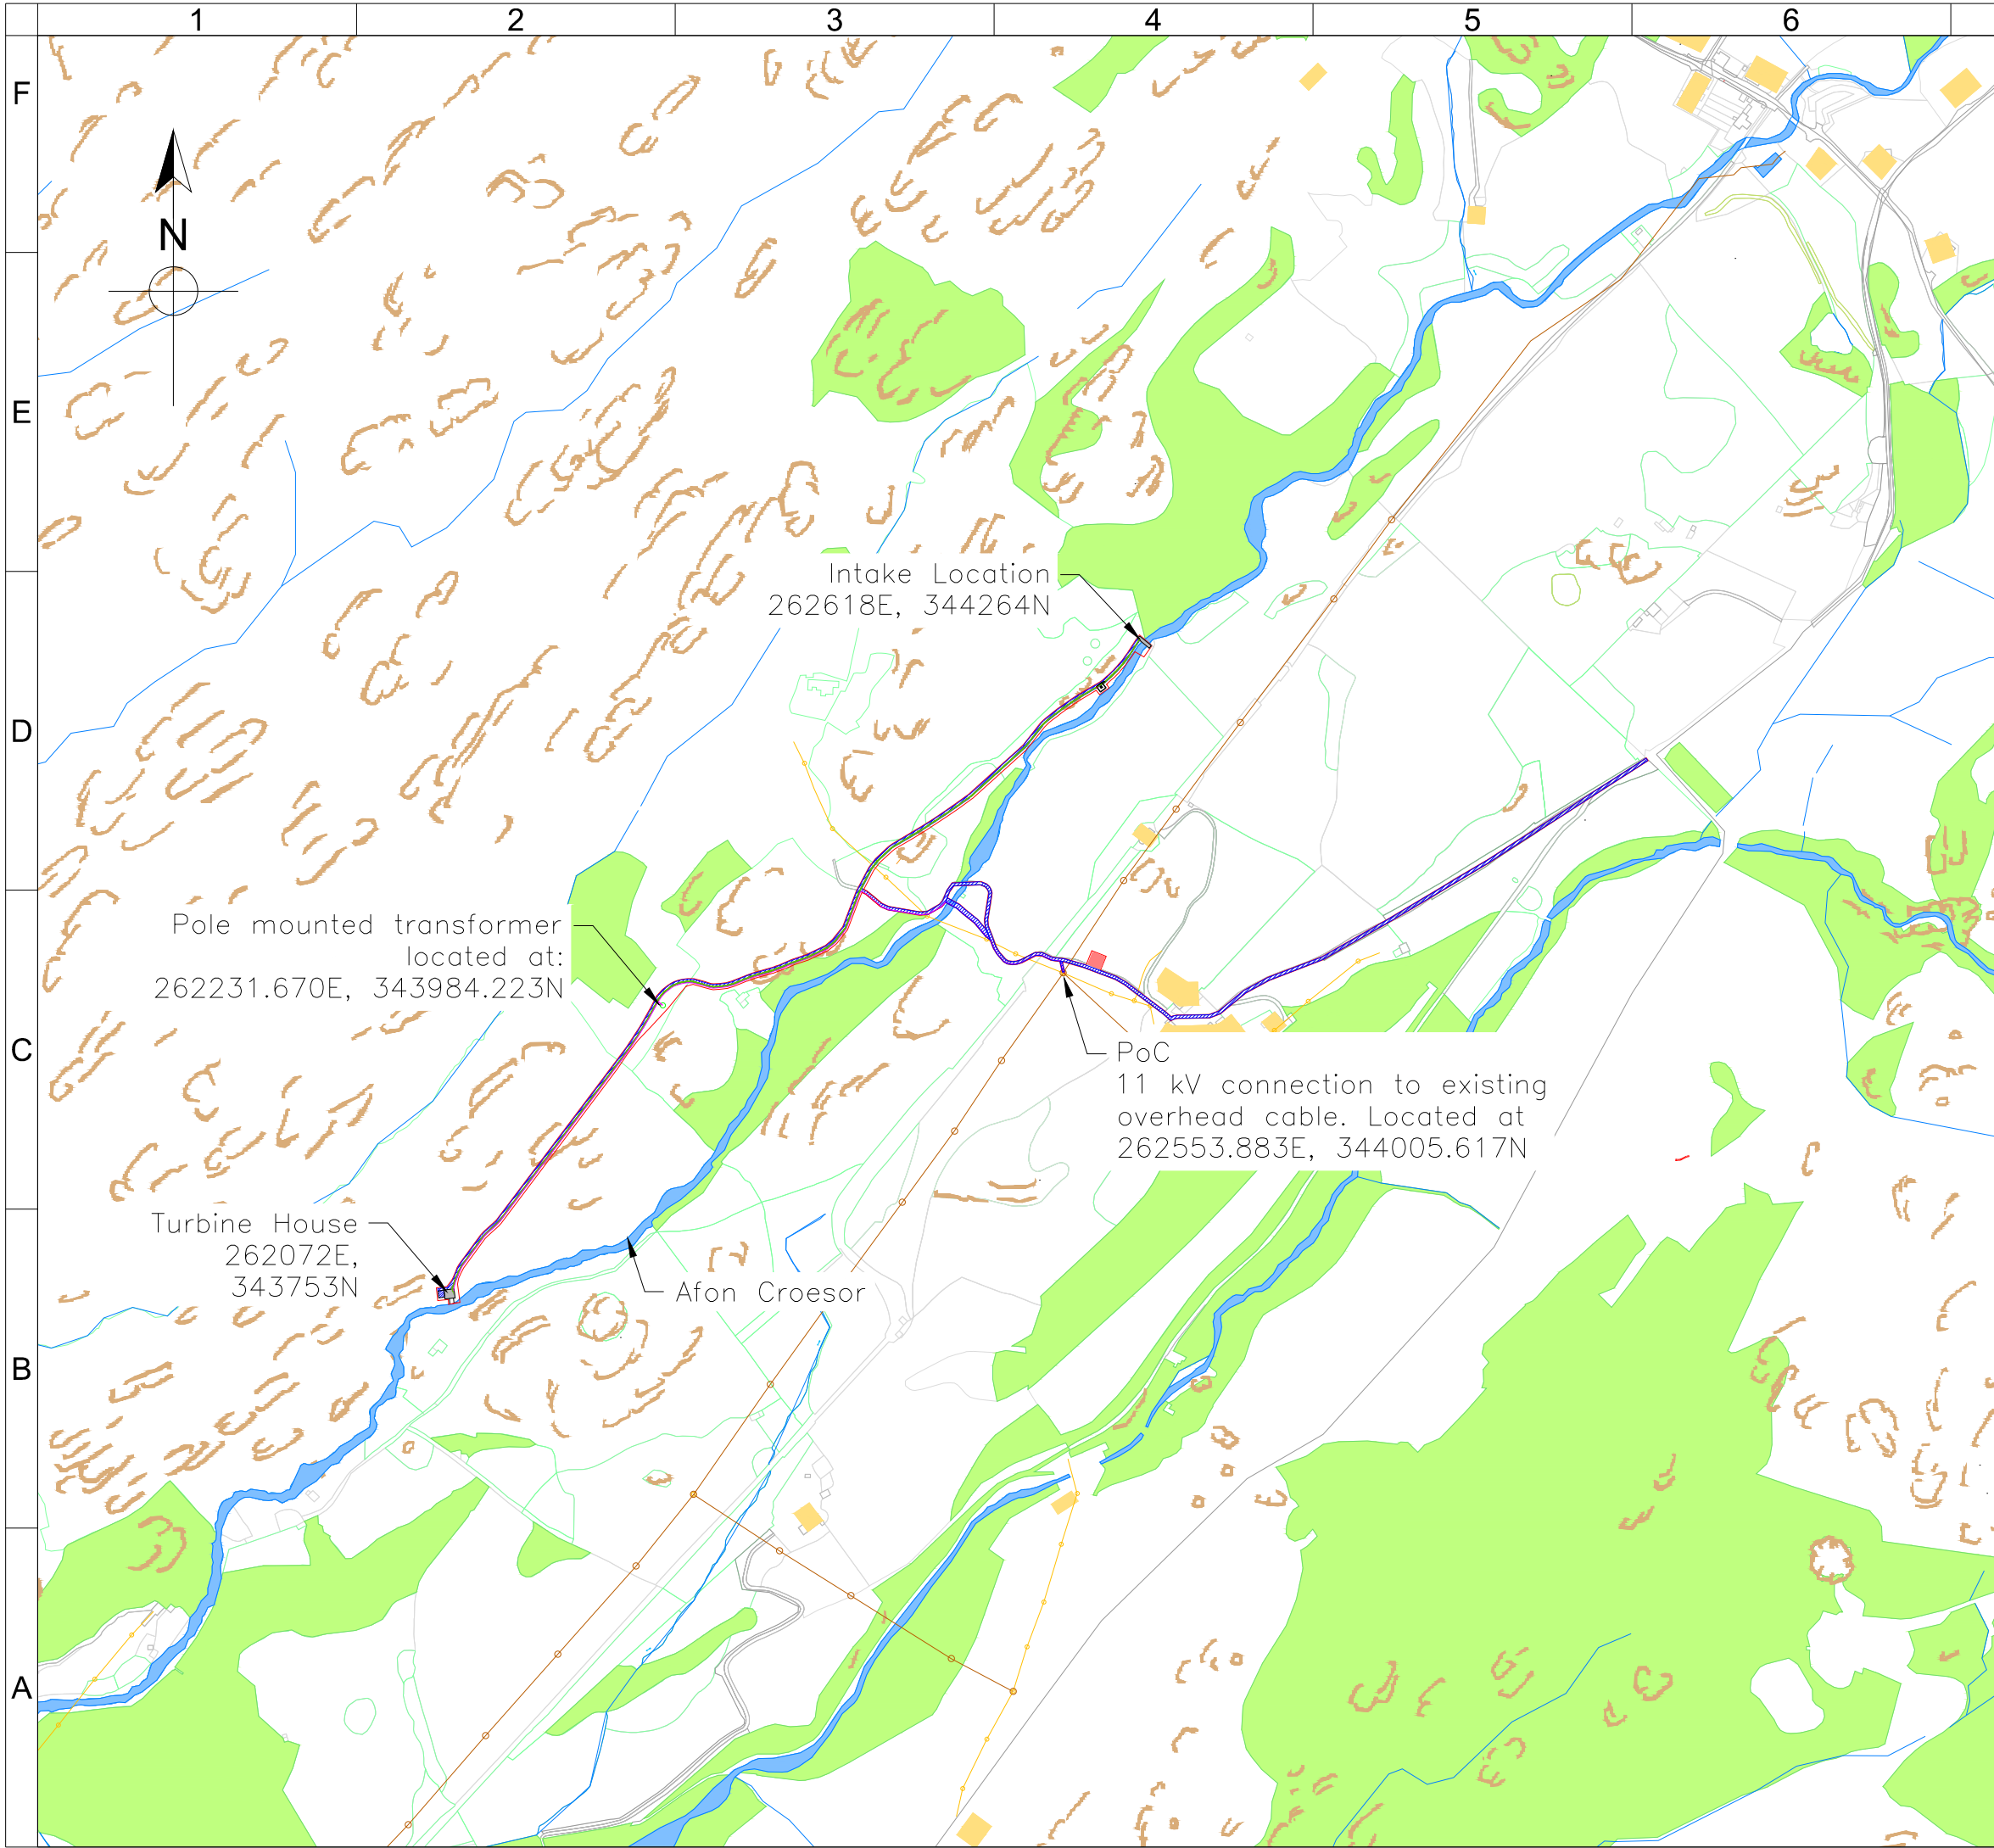 1 2 3 4 5 6
F
N
E
Intake Location
262618E, 344264N
D
Pole mounted transformer
located at:
262231.670E, 343984.223N
C
PoC
11 kV connection to existing
overhead cable. Located at
262553.883E, 344005.617N
Turbine House
262072E,
343753N
Afon Croesor
B
A